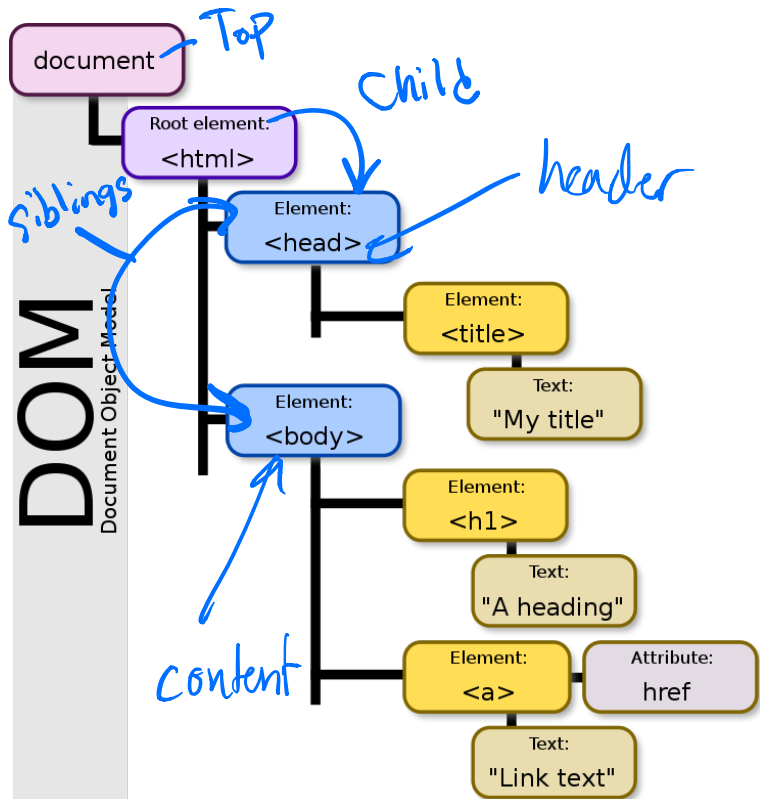 Top
document
Child
Root element:
<html>
header
siblings
Element:
<head>
DOM
Document Object Model
Element:
<title>
Text:
"My title"
Element:
<body>
Element:
<h1>
Text:
"A heading"
content
Element:
<a>
Attribute:
href
Text:
"Link text"